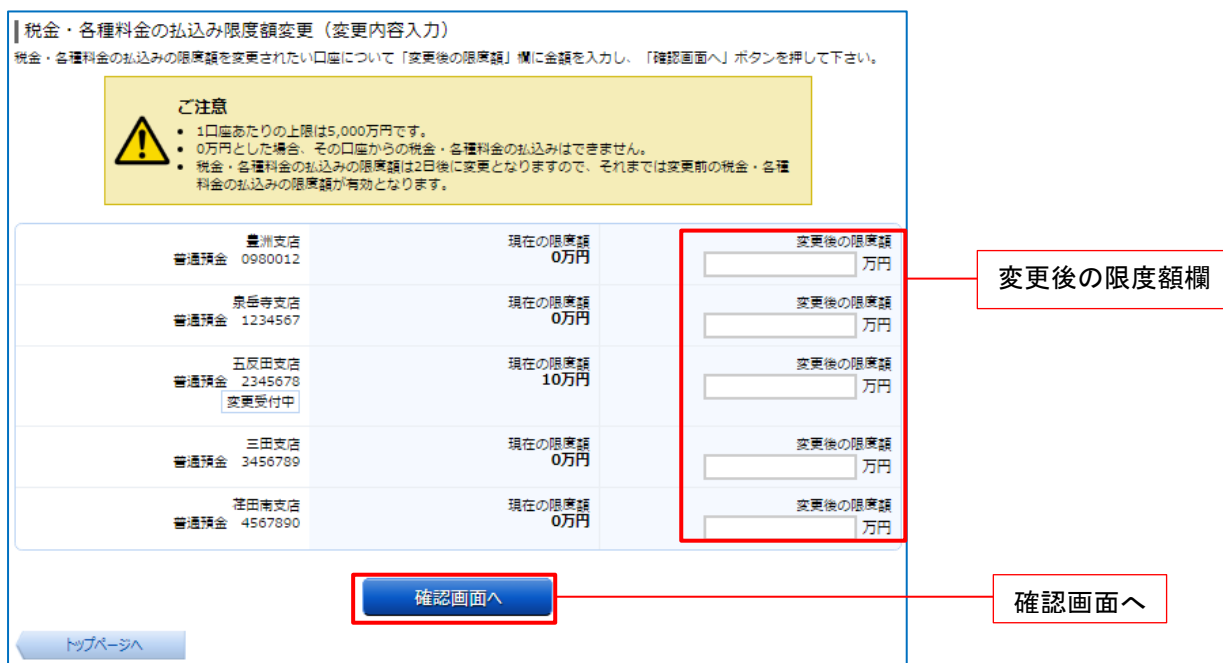 税金・各種料金の払込み限度額変更（変更内容入力）
税金・各種料金の払込みの限度額を変更されたい口座について「変更後の限度額」欄に金額を入力し、「確認画面へ」ボタンを押して下さい。
ご注意
• 1口座あたりの上限は5,000万円です。
• 0万円とした場合、その口座からの税金・各種料金の払込みはできません。
• 税金・各種料金の払込みの限度額は2日後に変更となりますので、それまでは変更前の税金・各種
料金の払込みの限度額が有効となります。
豊洲支店 現在の限度額 変更後の限度額
普通預金 0980012 0万円 万円
変更後の限度額欄
泉岳寺支店 現在の限度額 変更後の限度額
普通預金 1234567 0万円 万円
五反田支店 現在の限度額 変更後の限度額
普通預金 2345678 10万円 万円
変更受付中
三田支店 現在の限度額 変更後の限度額
普通預金 3456789 0万円 万円
荏田南支店 現在の限度額 変更後の限度額
普通預金 4567890 0万円 万円
確認画面へ
確認画面へ
トップページへ